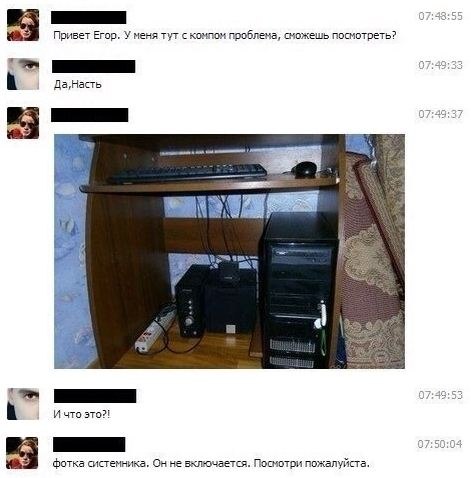 07:48:55
Привет Егор. У меня тут с компом проблема, сможешь посмотреть?
07:49:33
Да,Насть
07:49:37
07:49:53
И что это?!
07:50:04
фотка системника. Он не включается. Посмотри пожалуйста.